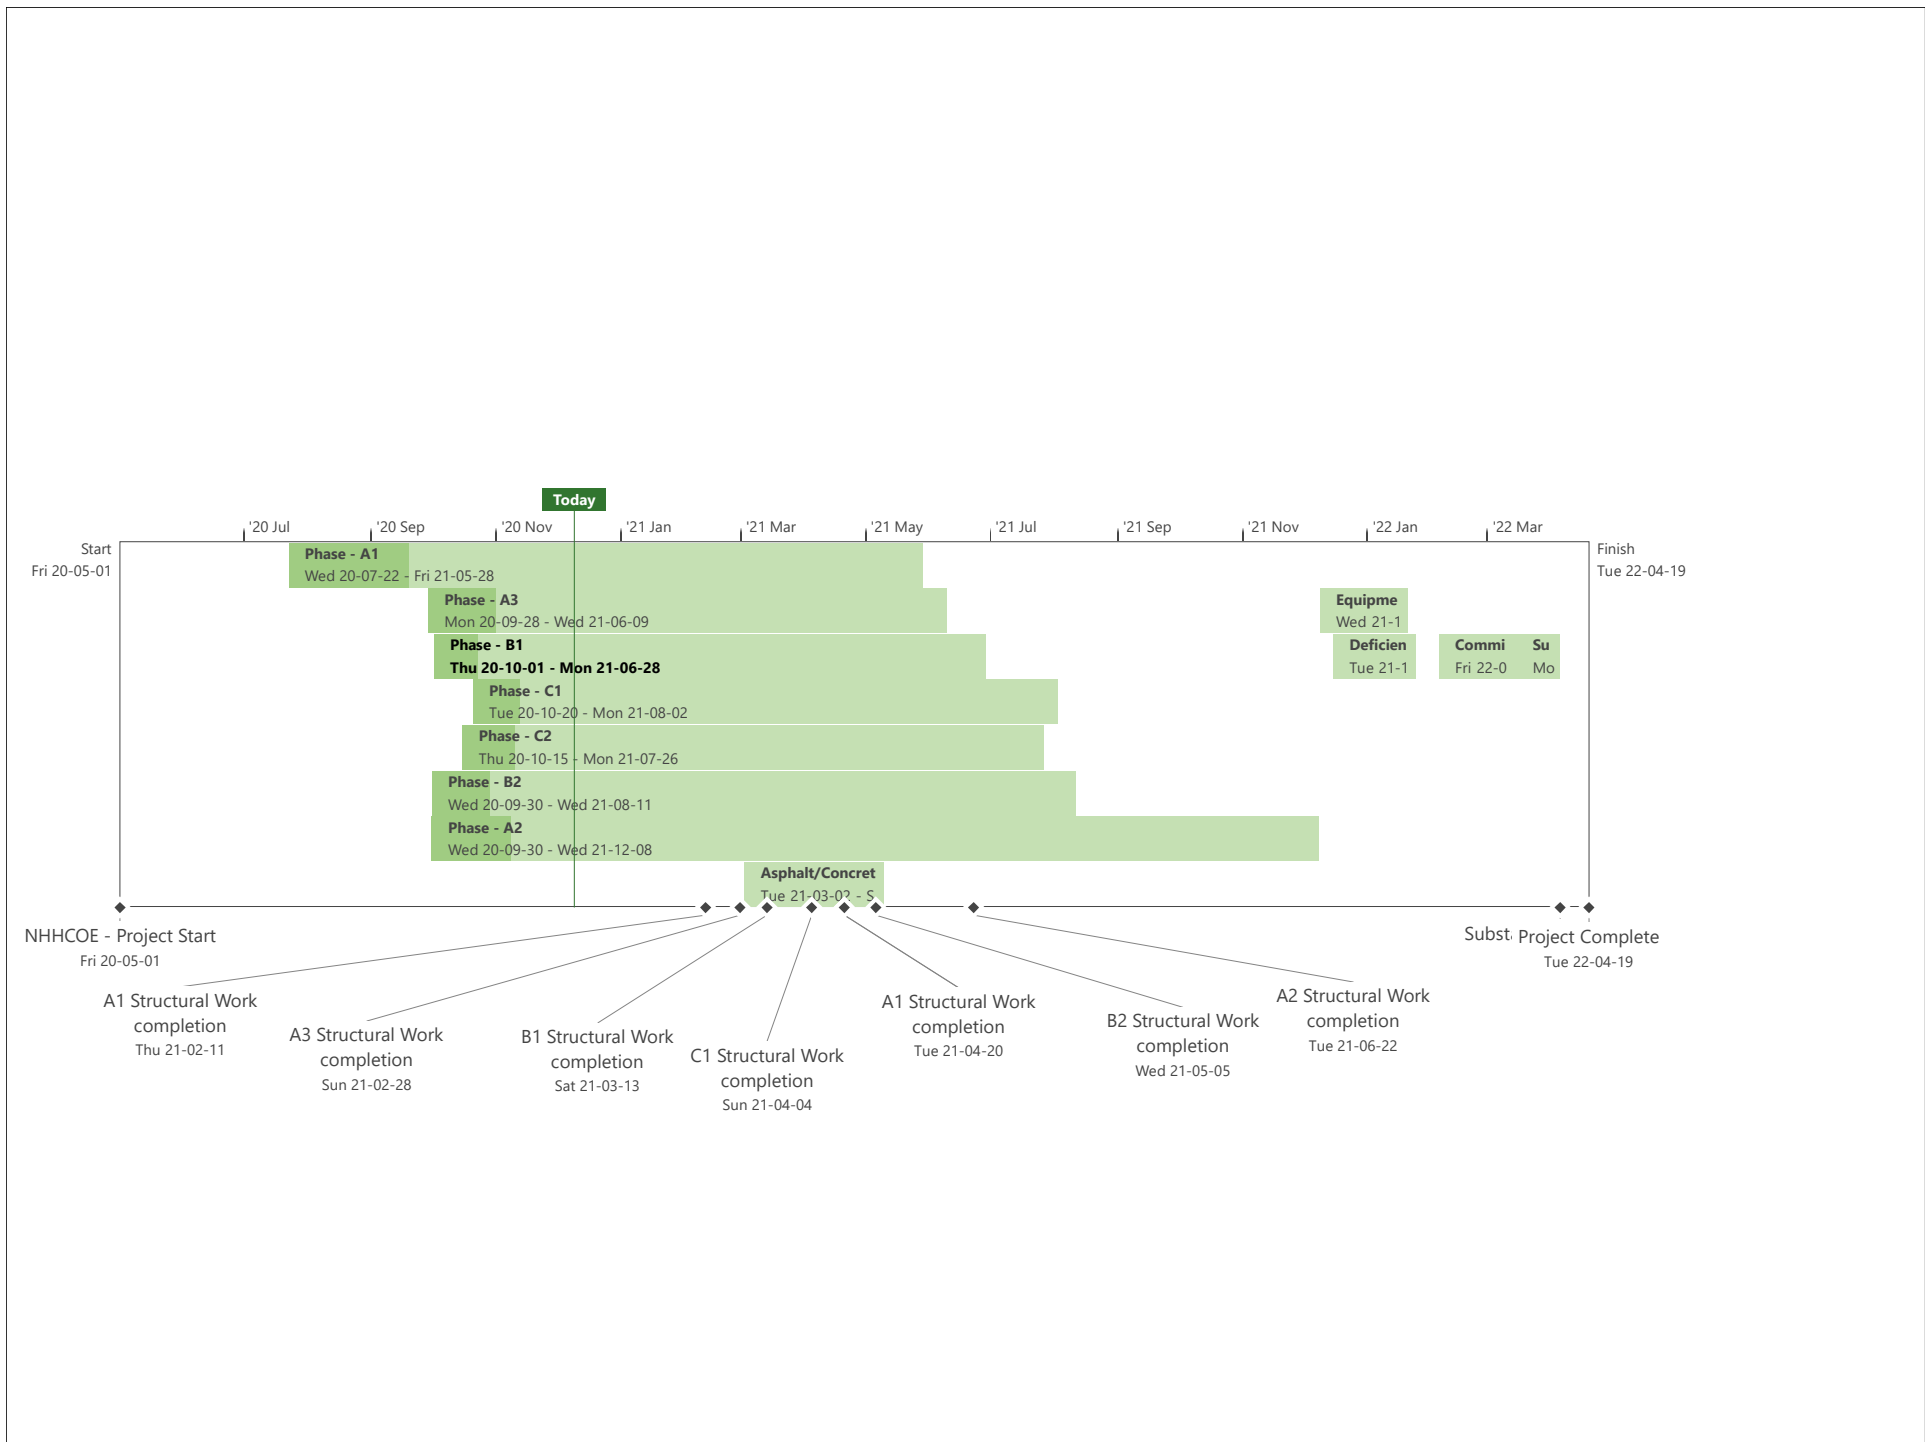 Today
'20 Jul
'20 Sep
'20 Nov
'21 Jan
'21 Mar
'21 May
'21 Jul
'21 Sep
'21 Nov
'22 Jan
'22 Mar
Start
Fri 20-05-01
Finish
Tue 22-04-19
Phase - A1
Wed 20-07-22 - Fri 21-05-28
Phase - A3
Mon 20-09-28 - Wed 21-06-09
Equipme
Wed 21-1
Phase - B1
Thu 20-10-01 - Mon 21-06-28
Deficien
Tue 21-1
Commi
Fri 22-0
Su
Mo
Phase - C1
Tue 20-10-20 - Mon 21-08-02
Phase - C2
Thu 20-10-15 - Mon 21-07-26
Phase - B2
Wed 20-09-30 - Wed 21-08-11
Phase - A2
Wed 20-09-30 - Wed 21-12-08
Asphalt/Concret
Tue 21-03-02 - S
NHHCOE - Project Start
Fri 20-05-01
Subst
Project Complete
Tue 22-04-19
A1 Structural Work
completion
Thu 21-02-11
A3 Structural Work
completion
Sun 21-02-28
B1 Structural Work
completion
Sat 21-03-13
C1 Structural Work
completion
Sun 21-04-04
A1 Structural Work
completion
Tue 21-04-20
B2 Structural Work
completion
Wed 21-05-05
A2 Structural Work
completion
Tue 21-06-22